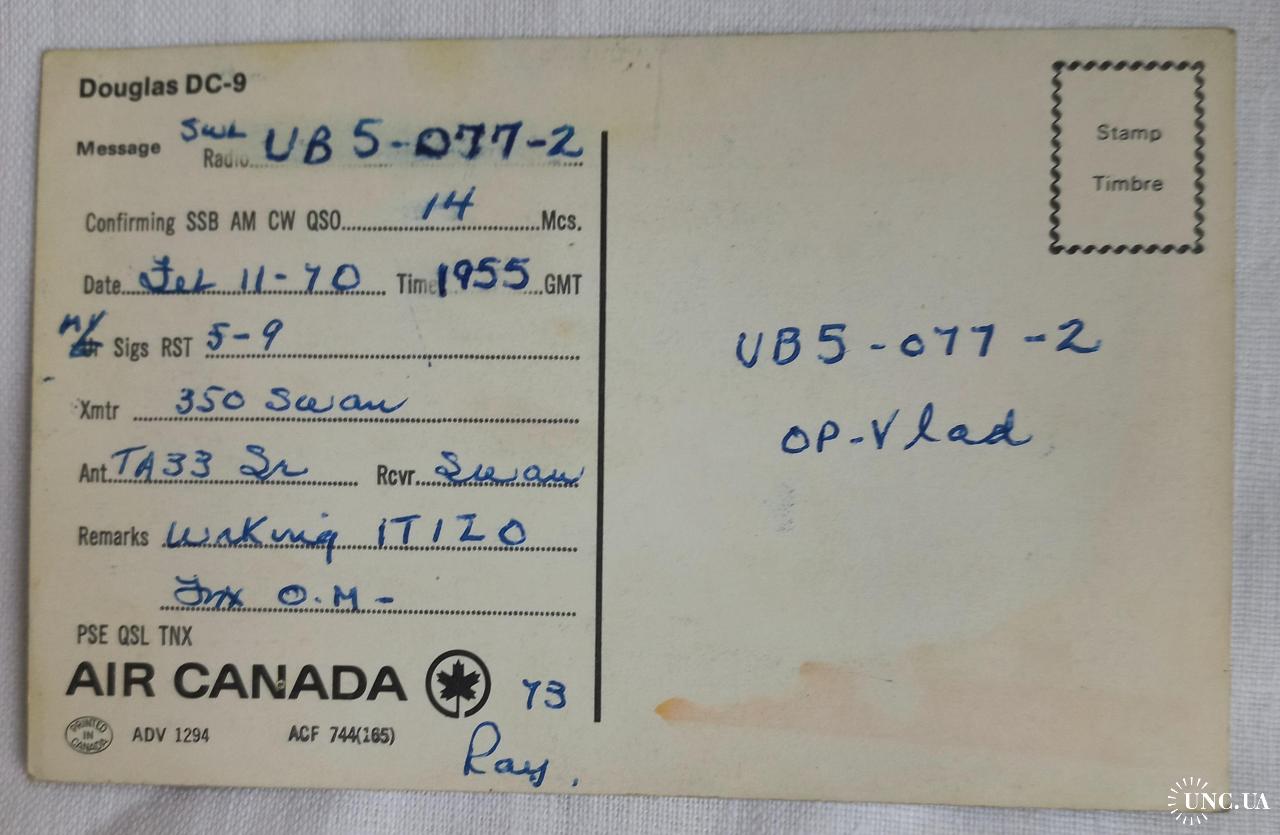 Douglas DC-9
Message SWL Radio UB5-077-2
Confirming SSB AM CW QSO 14 Mcs.
Date Feb 11-70 Time 1955 GMT
my Sigs RST 5-9
Xmtr 350 Swan
Ant. TA33 Sr Rcvr. Swan
Remarks Wrking IT1ZO
Tnx O.M-
PSE QSL TNX
AIR CANADA
73
PRINTED IN CANADA ADV 1294 ACF 744(165)
Ray.
Stamp
Timbre
UB5-077-2
OP-Vlad
UNC.UA